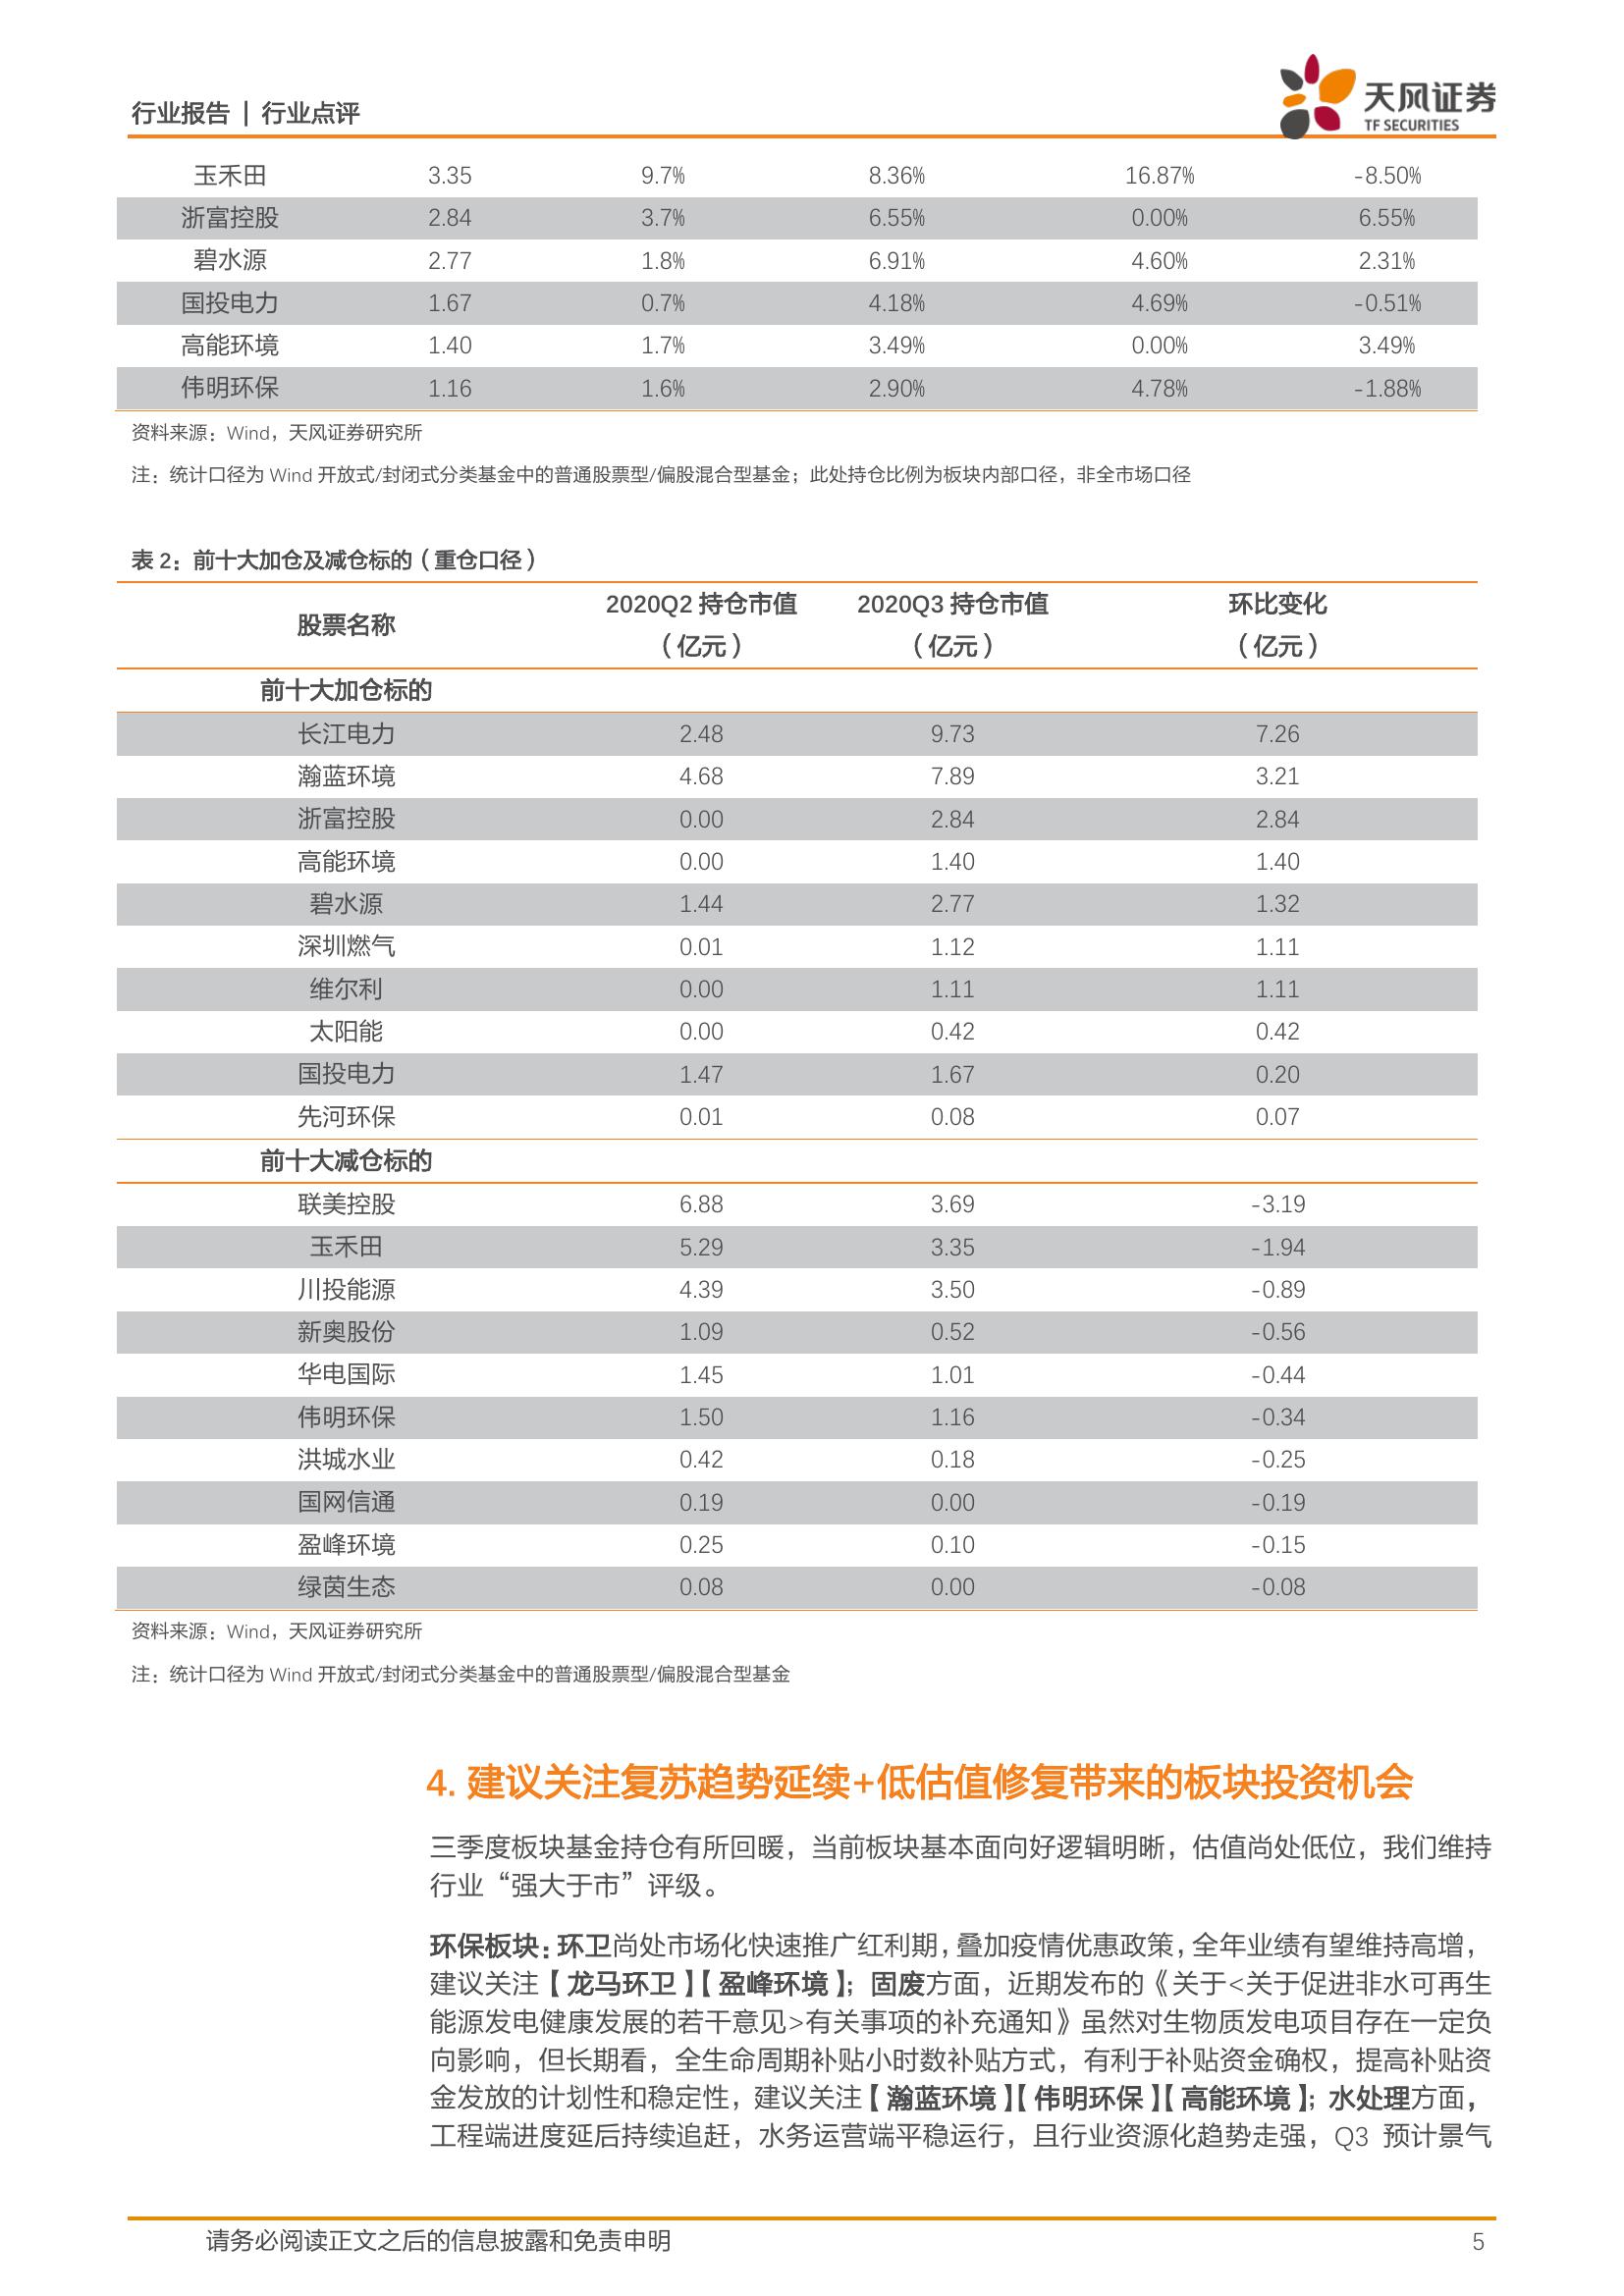 行业报告 | 行业点评
天风证券
TF SECURITIES
玉禾田 3.35 9.7% 8.36% 16.87% -8.50%
浙富控股 2.84 3.7% 6.55% 0.00% 6.55%
碧水源 2.77 1.8% 6.91% 4.60% 2.31%
国投电力 1.67 0.7% 4.18% 4.69% -0.51%
高能环境 1.40 1.7% 3.49% 0.00% 3.49%
伟明环保 1.16 1.6% 2.90% 4.78% -1.88%
资料来源：Wind，天风证券研究所
注：统计口径为 Wind 开放式/封闭式分类基金中的普通股票型/偏股混合型基金；此处持仓比例为板块内部口径，非全市场口径
表 2：前十大加仓及减仓标的（重仓口径）
股票名称 2020Q2 持仓市值 2020Q3 持仓市值 环比变化
（亿元） （亿元） （亿元）
前十大加仓标的
长江电力 2.48 9.73 7.26
瀚蓝环境 4.68 7.89 3.21
浙富控股 0.00 2.84 2.84
高能环境 0.00 1.40 1.40
碧水源 1.44 2.77 1.32
深圳燃气 0.01 1.12 1.11
维尔利 0.00 1.11 1.11
太阳能 0.00 0.42 0.42
国投电力 1.47 1.67 0.20
先河环保 0.01 0.08 0.07
前十大减仓标的
联美控股 6.88 3.69 -3.19
玉禾田 5.29 3.35 -1.94
川投能源 4.39 3.50 -0.89
新奥股份 1.09 0.52 -0.56
华电国际 1.45 1.01 -0.44
伟明环保 1.50 1.16 -0.34
洪城水业 0.42 0.18 -0.25
国网信通 0.19 0.00 -0.19
盈峰环境 0.25 0.10 -0.15
绿茵生态 0.08 0.00 -0.08
资料来源：Wind，天风证券研究所
注：统计口径为 Wind 开放式/封闭式分类基金中的普通股票型/偏股混合型基金
4. 建议关注复苏趋势延续+低估值修复带来的板块投资机会
三季度板块基金持仓有所回暖，当前板块基本面向好逻辑明晰，估值尚处低位，我们维持
行业“强大于市”评级。
环保板块：环卫尚处市场化快速推广红利期，叠加疫情优惠政策，全年业绩有望维持高增，
建议关注【龙马环卫】【盈峰环境】；固废方面，近期发布的《关于<关于促进非水可再生
能源发电健康发展的若干意见>有关事项的补充通知》虽然对生物质发电项目存在一定负
向影响，但长期看，全生命周期补贴小时数补贴方式，有利于补贴资金确权，提高补贴资
金发放的计划性和稳定性，建议关注【瀚蓝环境】【伟明环保】【高能环境】；水处理方面，
工程端进度延后持续追赶，水务运营端平稳运行，且行业资源化趋势走强，Q3 预计景气
请务必阅读正文之后的信息披露和免责申明 5